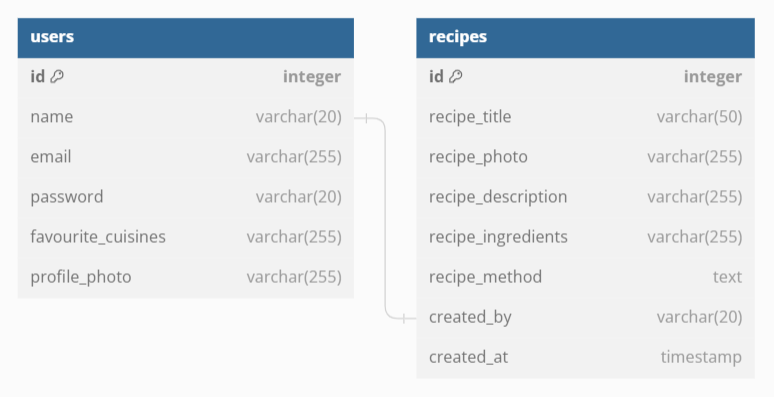 users
id integer
name varchar(20)
email varchar(255)
password varchar(20)
favourite_cuisines varchar(255)
profile_photo varchar(255)
recipes
id integer
recipe_title varchar(50)
recipe_photo varchar(255)
recipe_description varchar(255)
recipe_ingredients varchar(255)
recipe_method text
created_by varchar(20)
created_at timestamp